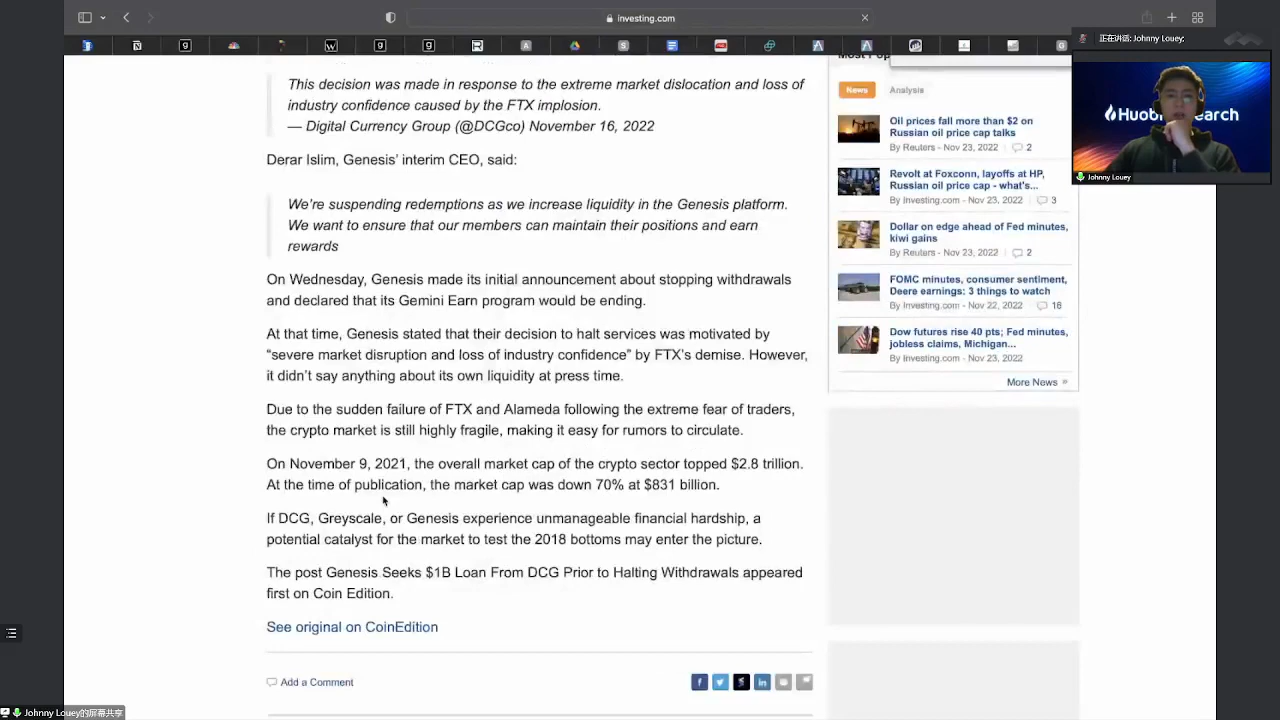 investing.com
正在讲话: Johnny Louey;
This decision was made in response to the extreme market dislocation and loss of
industry confidence caused by the FTX implosion.
— Digital Currency Group (@DCGco) November 16, 2022
Derar Islim, Genesis’ interim CEO, said:
We’re suspending redemptions as we increase liquidity in the Genesis platform.
We want to ensure that our members can maintain their positions and earn
rewards
On Wednesday, Genesis made its initial announcement about stopping withdrawals
and declared that its Gemini Earn program would be ending.
At that time, Genesis stated that their decision to halt services was motivated by
“severe market disruption and loss of industry confidence” by FTX’s demise. However,
it didn’t say anything about its own liquidity at press time.
Due to the sudden failure of FTX and Alameda following the extreme fear of traders,
the crypto market is still highly fragile, making it easy for rumors to circulate.
On November 9, 2021, the overall market cap of the crypto sector topped $2.8 trillion.
At the time of publication, the market cap was down 70% at $831 billion.
If DCG, Greyscale, or Genesis experience unmanageable financial hardship, a
potential catalyst for the market to test the 2018 bottoms may enter the picture.
The post Genesis Seeks $1B Loan From DCG Prior to Halting Withdrawals appeared
first on Coin Edition.
See original on CoinEdition
Add a Comment
Most Pop
News Analysis
Oil prices fall more than $2 on
Russian oil price cap talks
By Reuters - Nov 23, 2022 2
Revolt at Foxconn, layoffs at HP,
Russian oil price cap - what's...
By Investing.com - Nov 23, 2022 3
Dollar on edge ahead of Fed minutes,
kiwi gains
By Reuters - Nov 23, 2022 2
FOMC minutes, consumer sentiment,
Deere earnings: 3 things to watch
By Investing.com - Nov 22, 2022 18
Dow futures rise 40 pts; Fed minutes,
jobless claims, Michigan...
By Investing.com - Nov 23, 2022
More News »
Huob search
Johnny Louey
Johnny Louey的屏幕共享